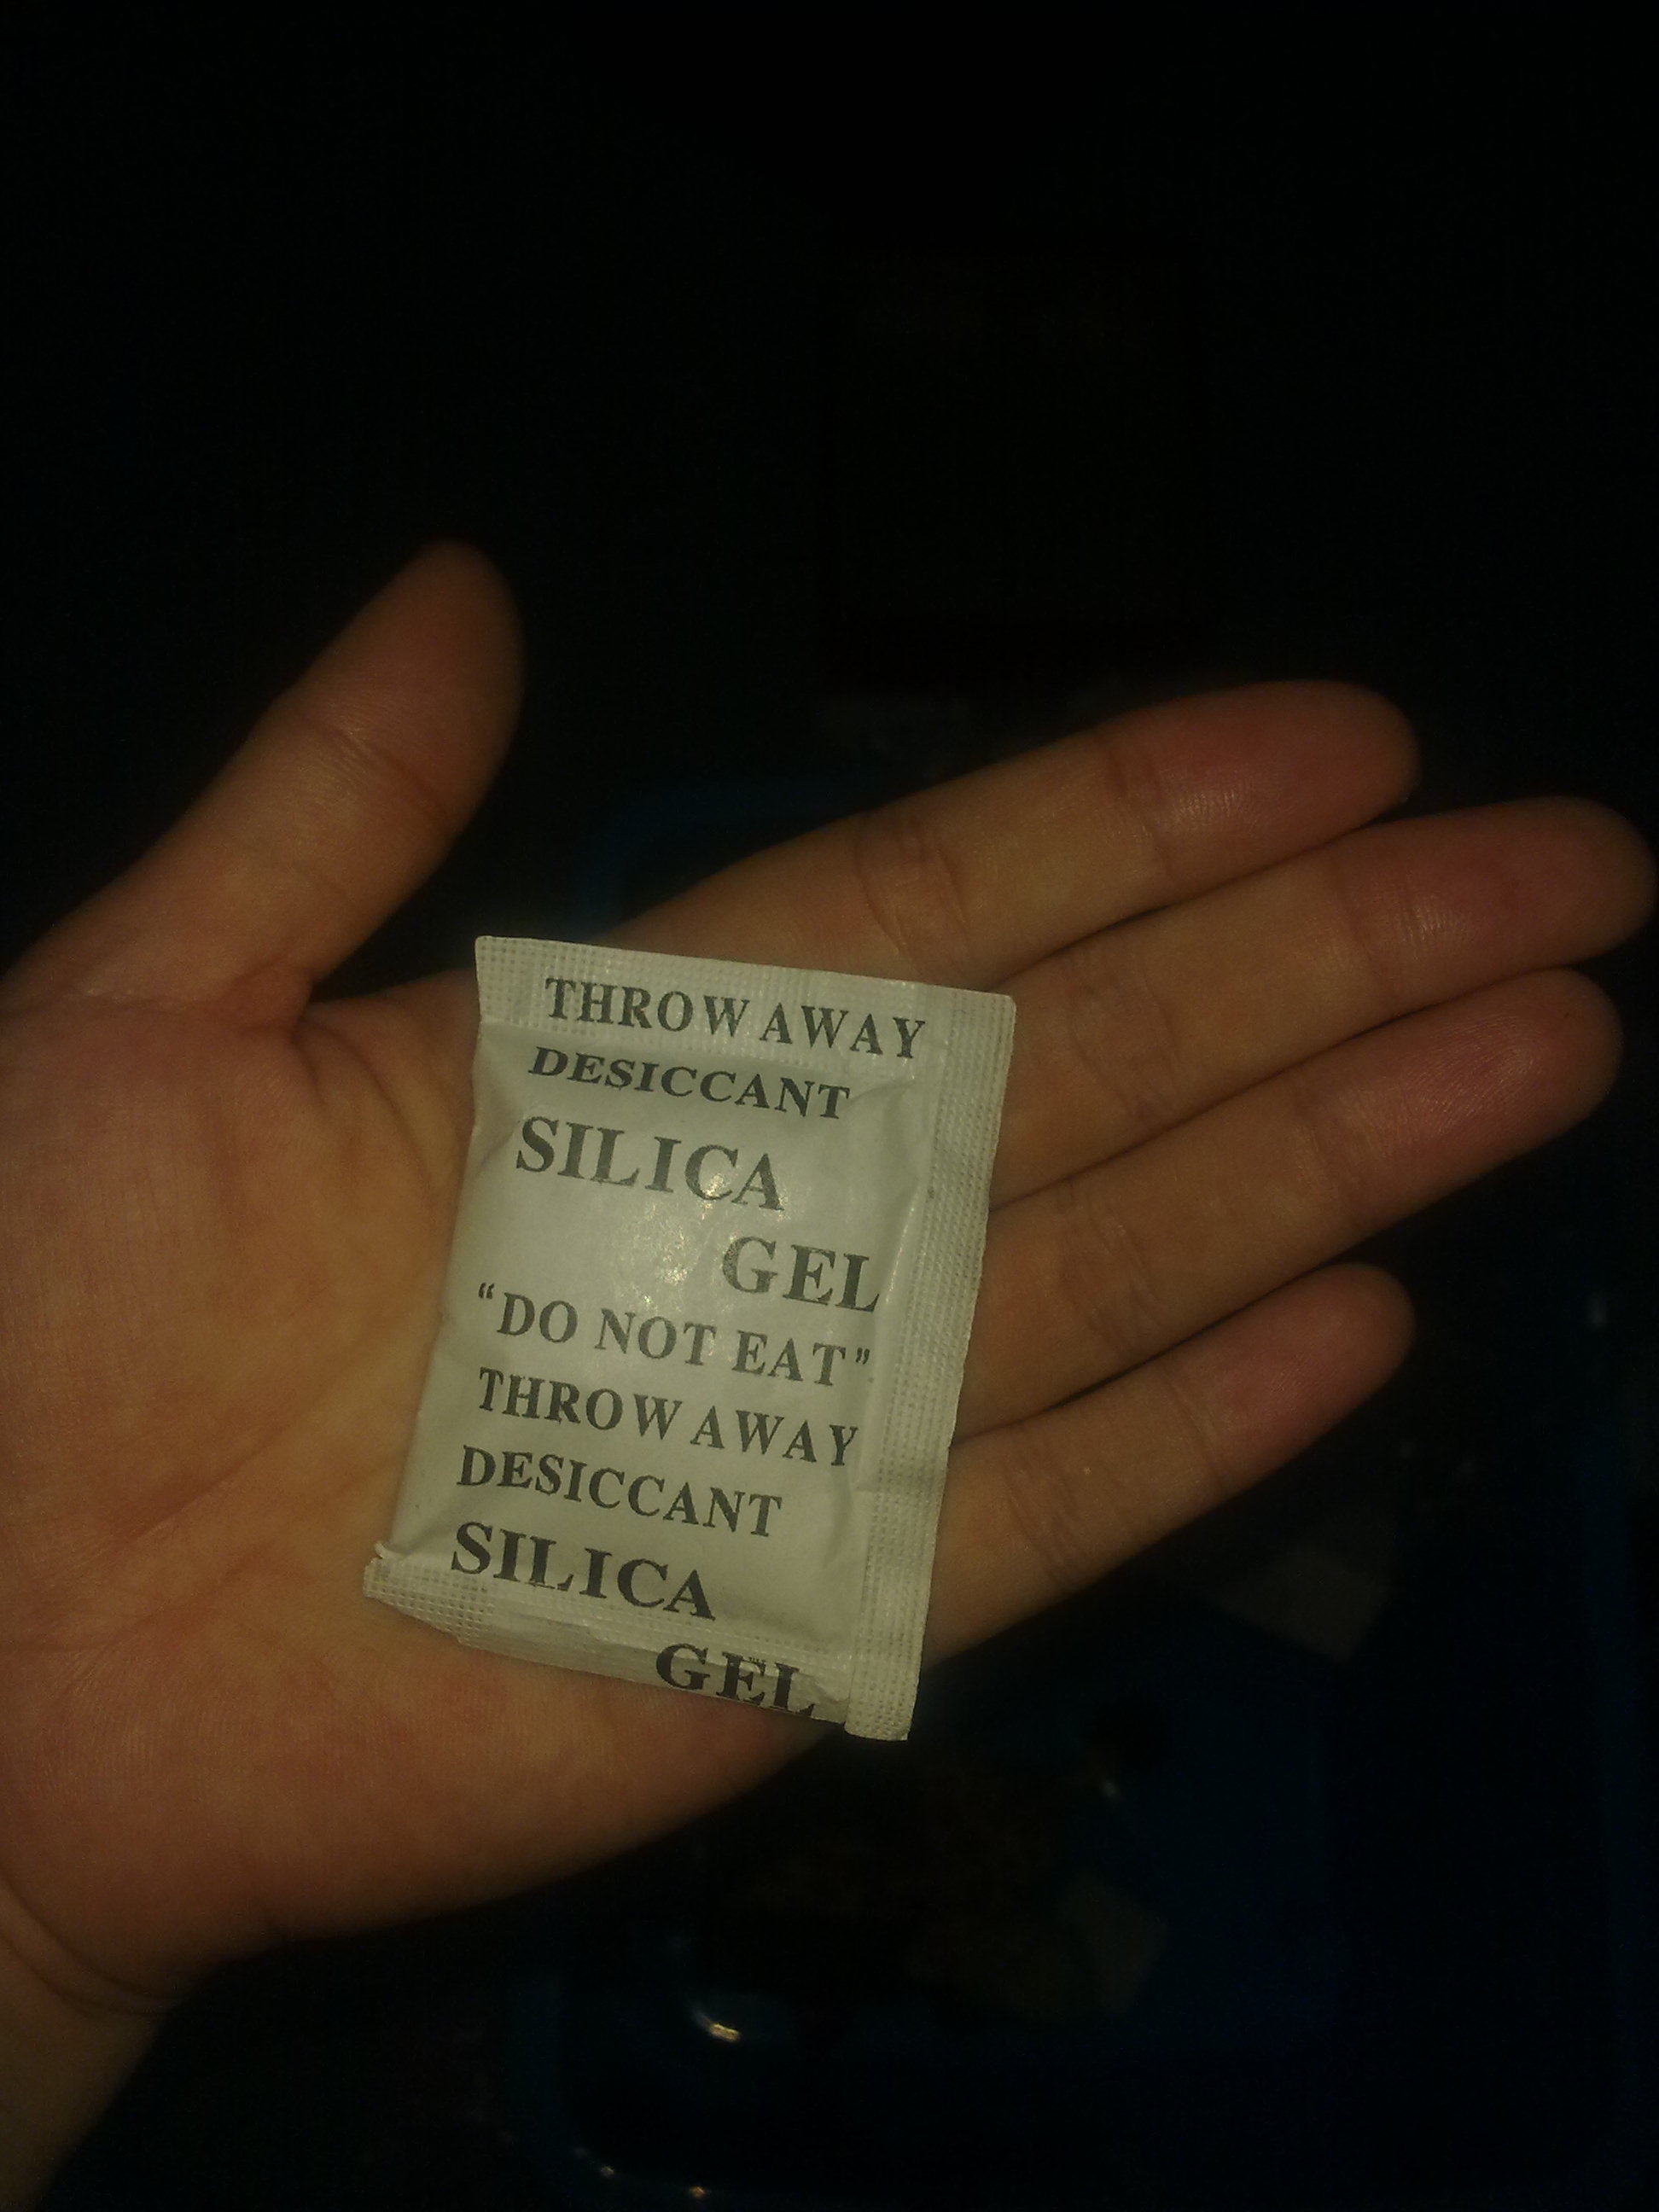 THROW AWAY
DESICCANT
SILICA
GEL
“DO NOT EAT”
THROW AWAY
DESICCANT
SILICA
GEL